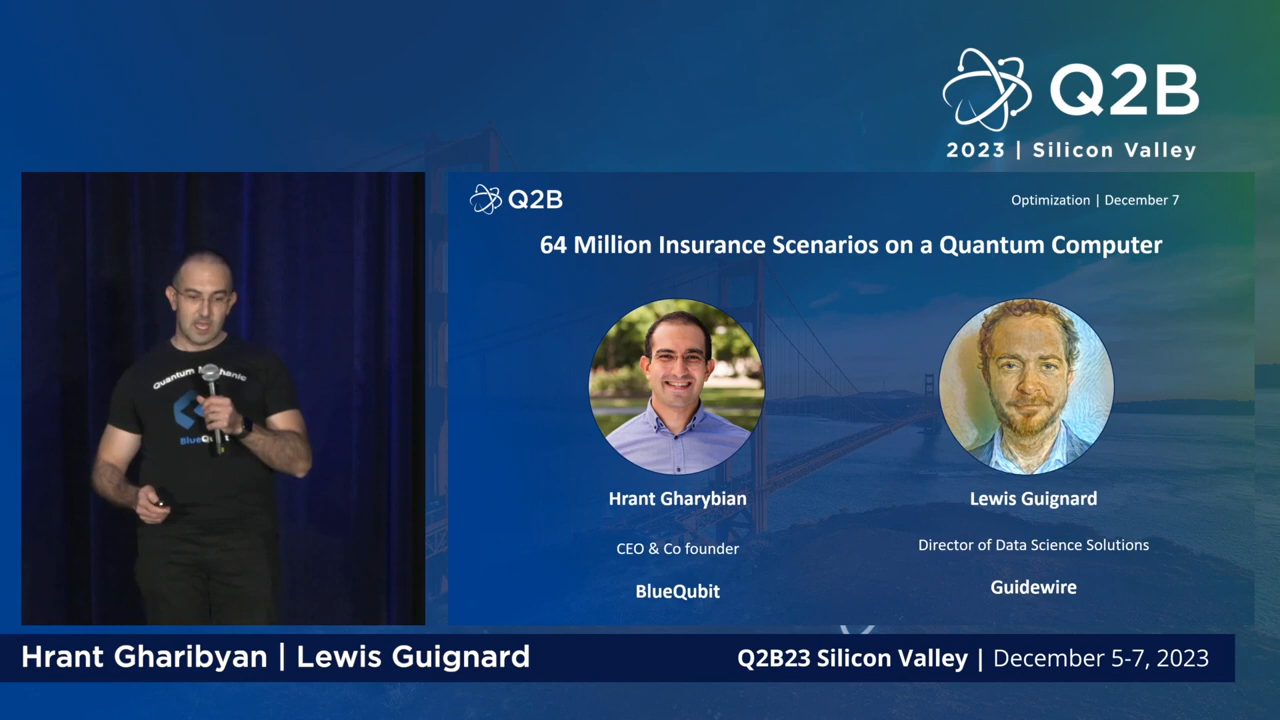 Q2B
2023 | Silicon Valley
Q2B
Optimization | December 7
64 Million Insurance Scenarios on a Quantum Computer
Hrant Gharybian
CEO & Co founder
BlueQubit
Lewis Guignard
Director of Data Science Solutions
Guidewire
Quantum
Hrant Gharibyan | Lewis Guignard
Q2B23 Silicon Valley | December 5-7, 2023